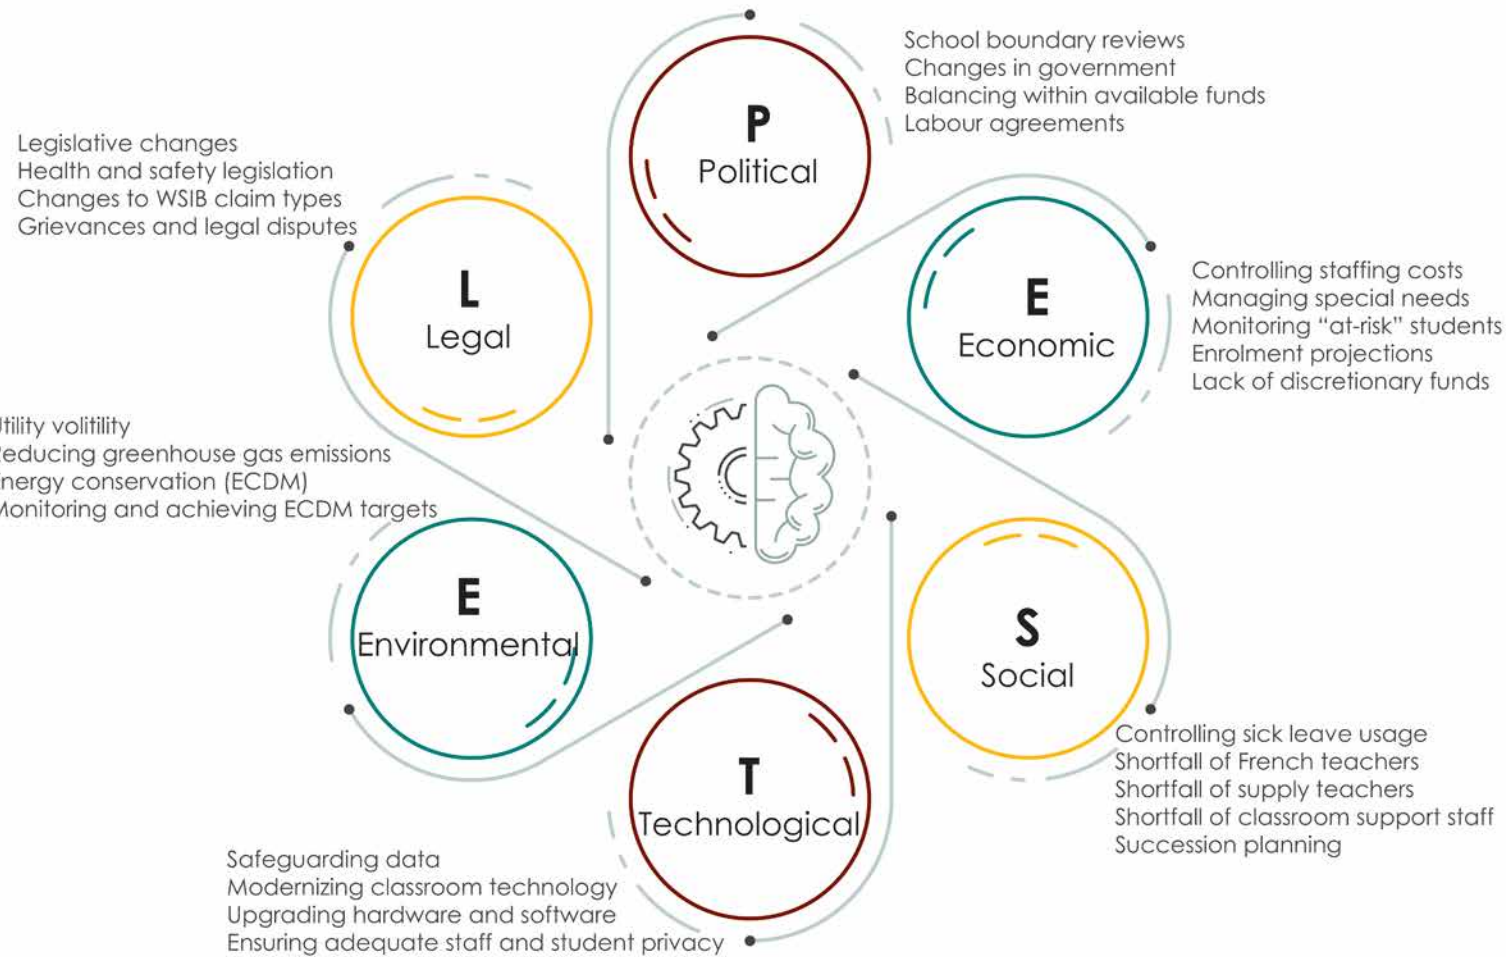 P
Political
School boundary reviews
Changes in government
Balancing within available funds
Labour agreements
E
Economic
Controlling staffing costs
Managing special needs
Monitoring “at-risk” students
Enrolment projections
Lack of discretionary funds
S
Social
Controlling sick leave usage
Shortfall of French teachers
Shortfall of supply teachers
Shortfall of classroom support staff
Succession planning
T
Technological
Safeguarding data
Modernizing classroom technology
Upgrading hardware and software
Ensuring adequate staff and student privacy
E
Environmental
tility volitility
educing greenhouse gas emissions
nergy conservation (ECDM)
Monitoring and achieving ECDM targets
L
Legal
Legislative changes
Health and safety legislation
Changes to WSIB claim types
Grievances and legal disputes